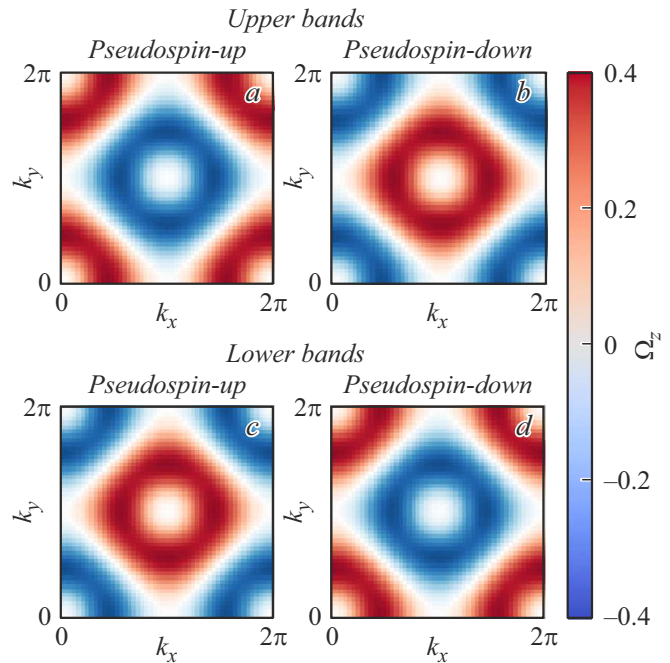 Upper bands
Pseudospin-up Pseudospin-down
2π a 2π b 0.4
k_y k_y
0.2
0 0
0 2π 0 2π
k_x k_x
0 Ω_z
Lower bands
Pseudospin-up Pseudospin-down
2π c 2π d
–0.2
k_y k_y
0 0 –0.4
0 2π 0 2π
k_x k_x